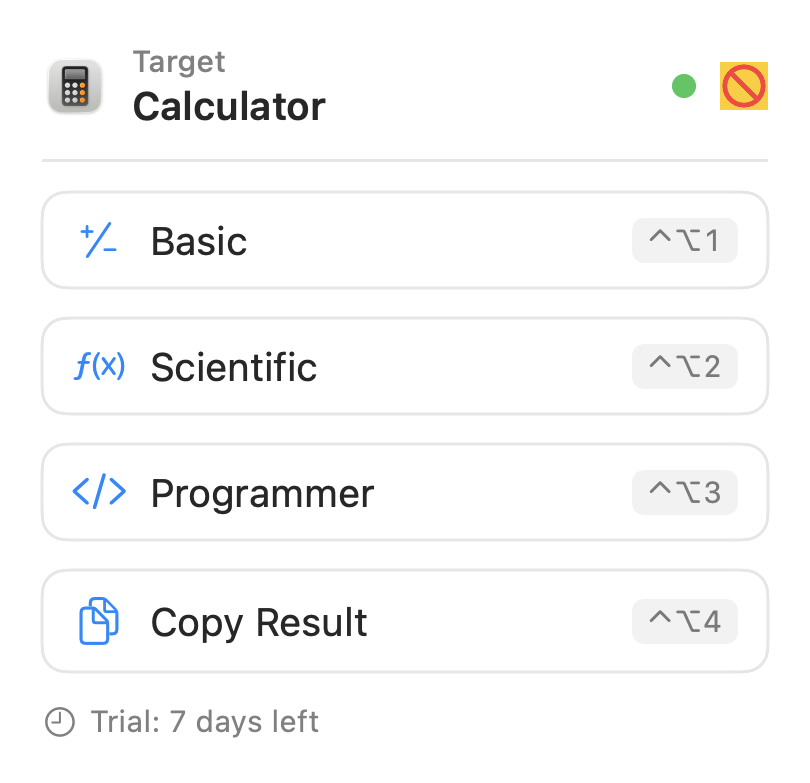 Target
Calculator
Basic ^⌥1
f(x) Scientific ^⌥2
</> Programmer ^⌥3
Copy Result ^⌥4
Trial: 7 days left